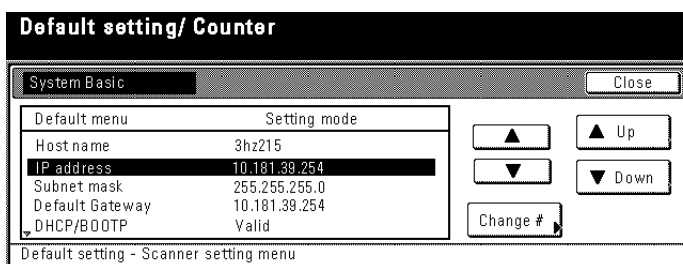 Default setting/ Counter
System Basic
Close
Default menu Setting mode
Host name 3hz215
IP address 10.181.39.254
Subnet mask 255.255.255.0
Default Gateway 10.181.39.254
DHCP/BOOTP Valid
▲ Up
▼ Down
Change #
Default setting - Scanner setting menu